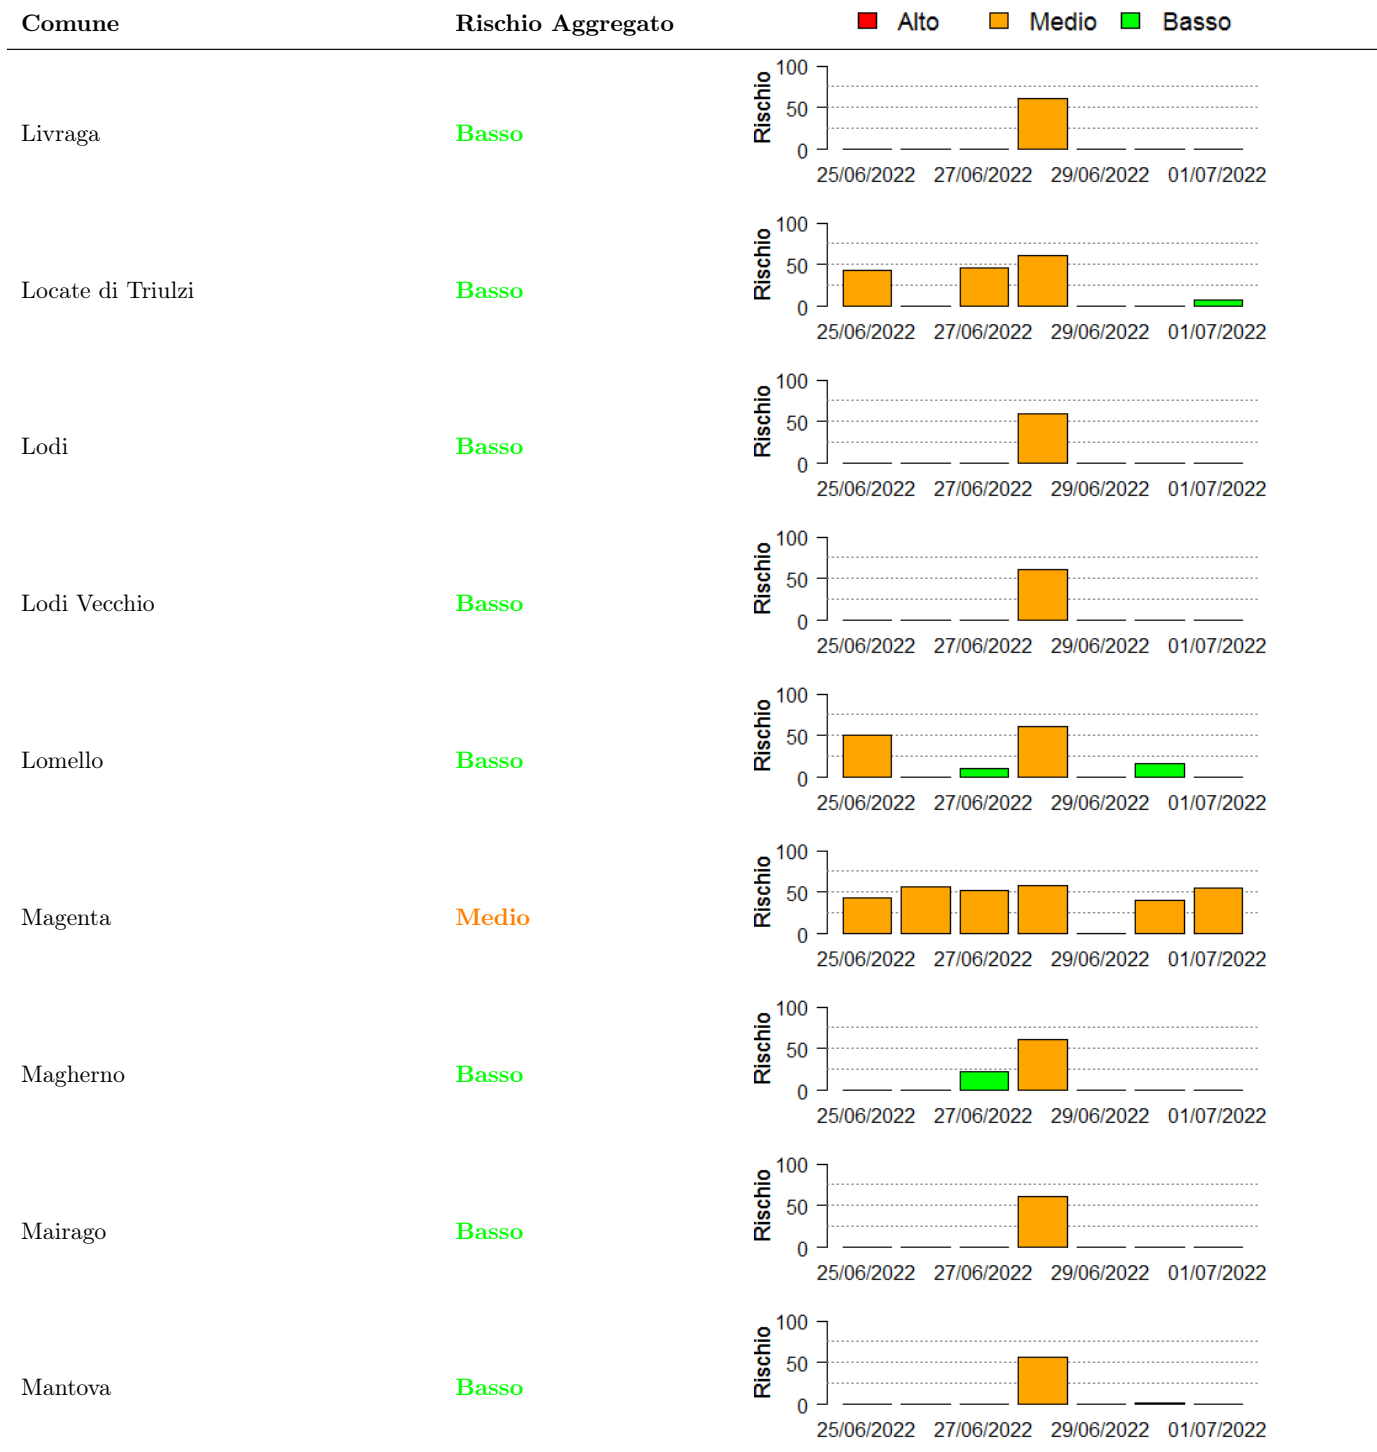 Comune Rischio Aggregato Alto Medio Basso
100
50
0
Rischio
Livraga Basso
25/06/2022 27/06/2022 29/06/2022 01/07/2022
100
50
0
Rischio
Locate di Triulzi Basso
25/06/2022 27/06/2022 29/06/2022 01/07/2022
100
50
0
Rischio
Lodi Basso
25/06/2022 27/06/2022 29/06/2022 01/07/2022
100
50
0
Rischio
Lodi Vecchio Basso
25/06/2022 27/06/2022 29/06/2022 01/07/2022
100
50
0
Rischio
Lomello Basso
25/06/2022 27/06/2022 29/06/2022 01/07/2022
100
50
0
Rischio
Magenta Medio
25/06/2022 27/06/2022 29/06/2022 01/07/2022
100
50
0
Rischio
Magherno Basso
25/06/2022 27/06/2022 29/06/2022 01/07/2022
100
50
0
Rischio
Mairago Basso
25/06/2022 27/06/2022 29/06/2022 01/07/2022
100
50
0
Rischio
Mantova Basso
25/06/2022 27/06/2022 29/06/2022 01/07/2022